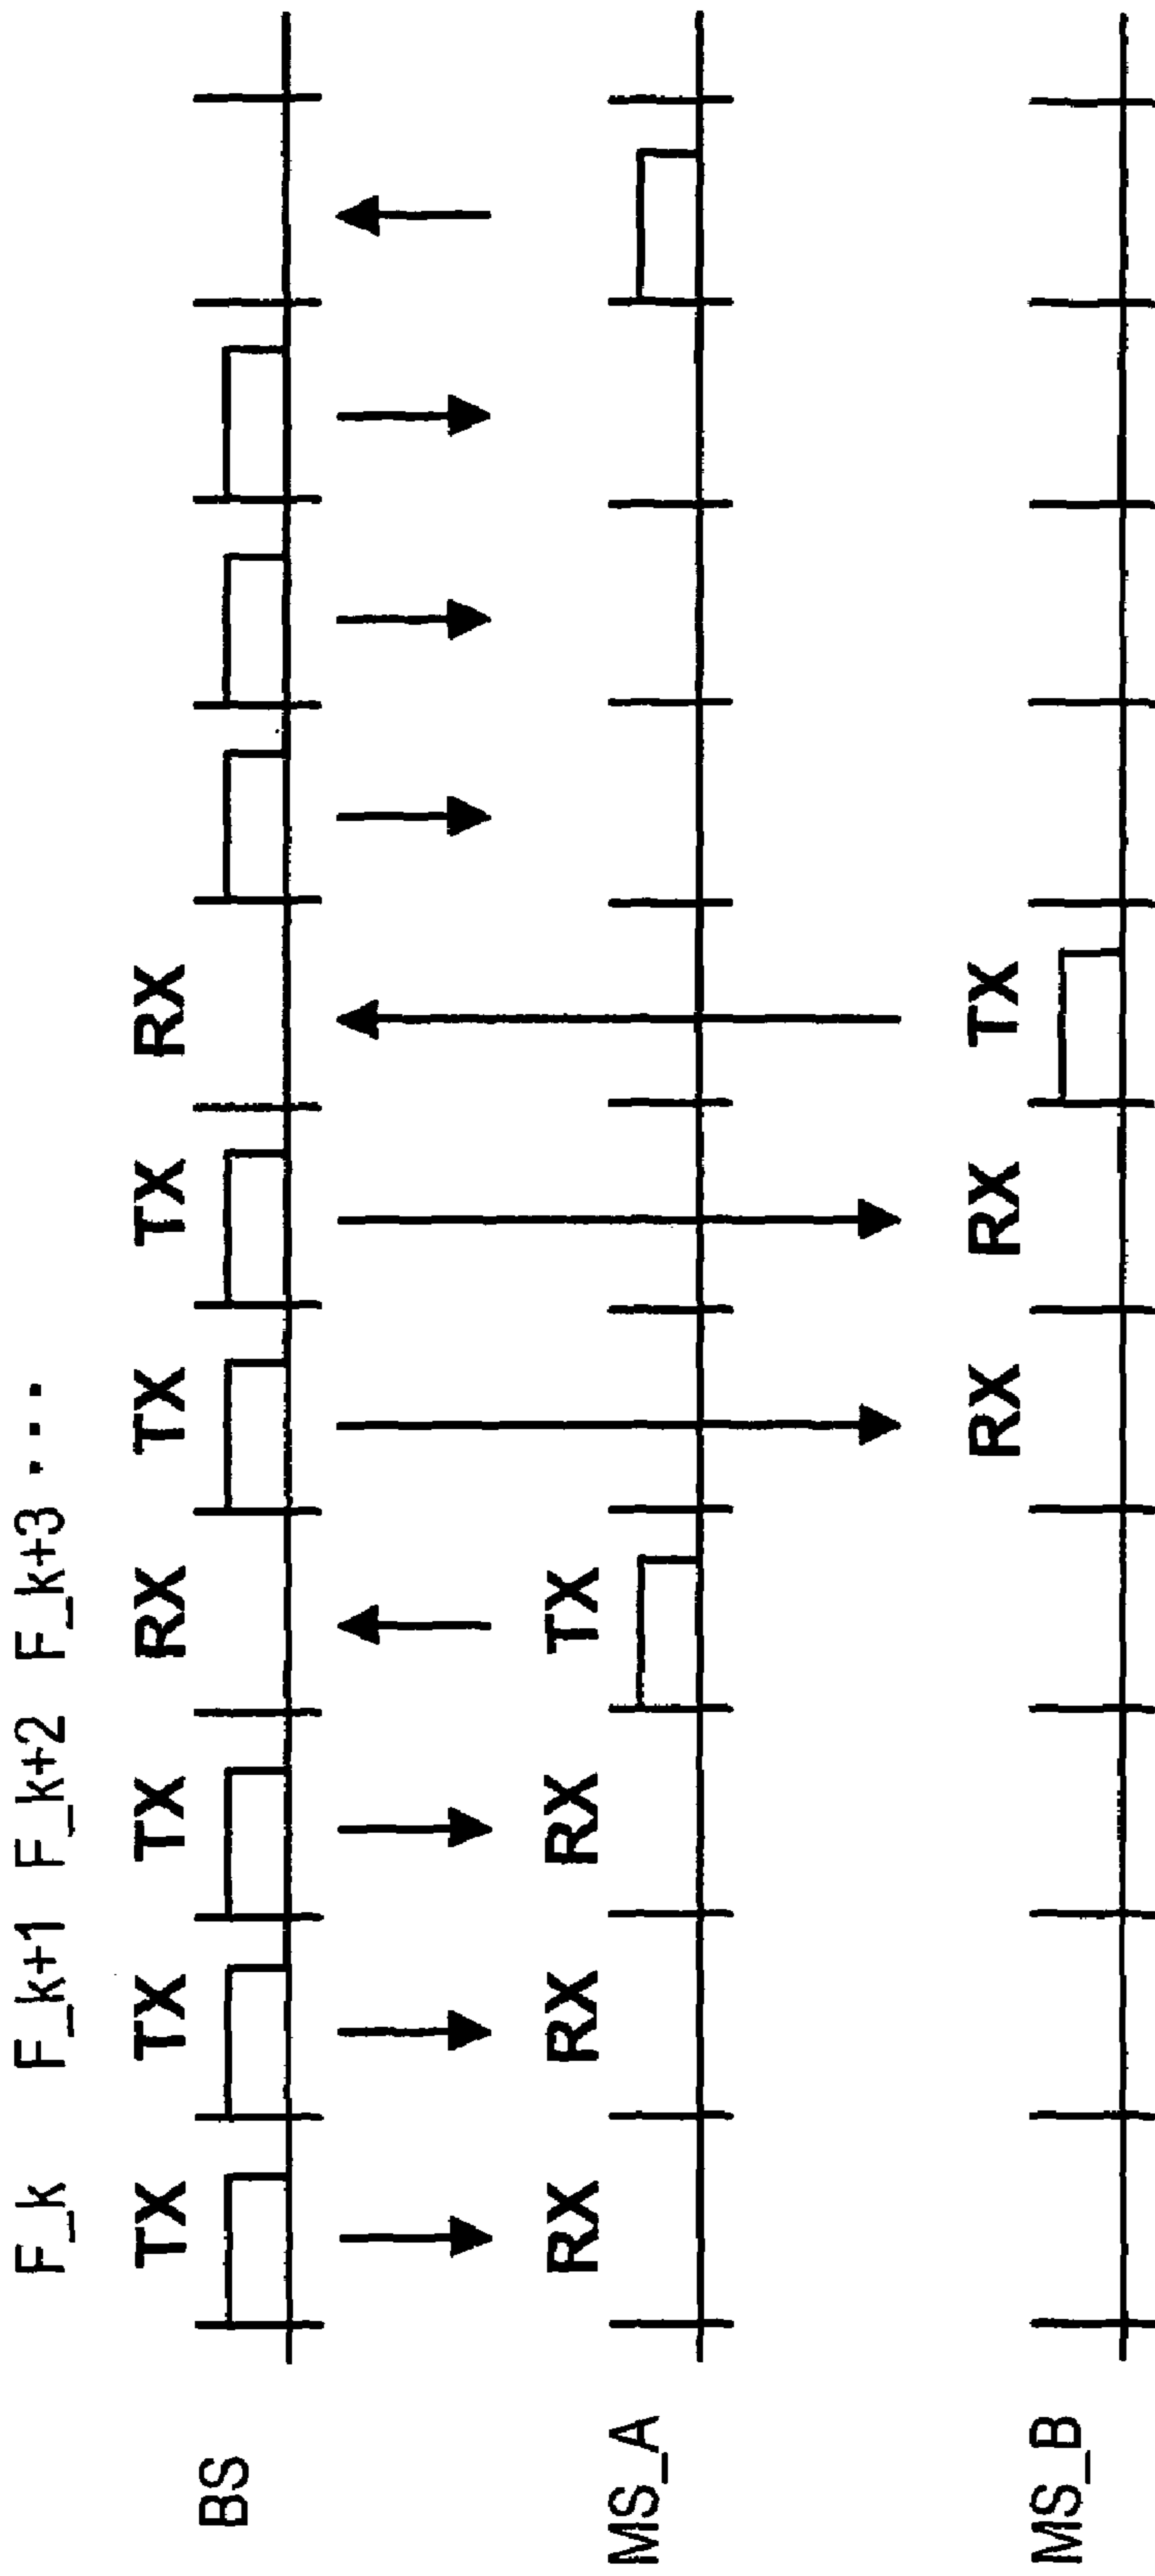 F_k F_k+1 F_k+2 F_k+3 ...
TX TX TX RX TX TX RX
BS
RX RX RX TX
MS_A
RX RX TX
MS_B